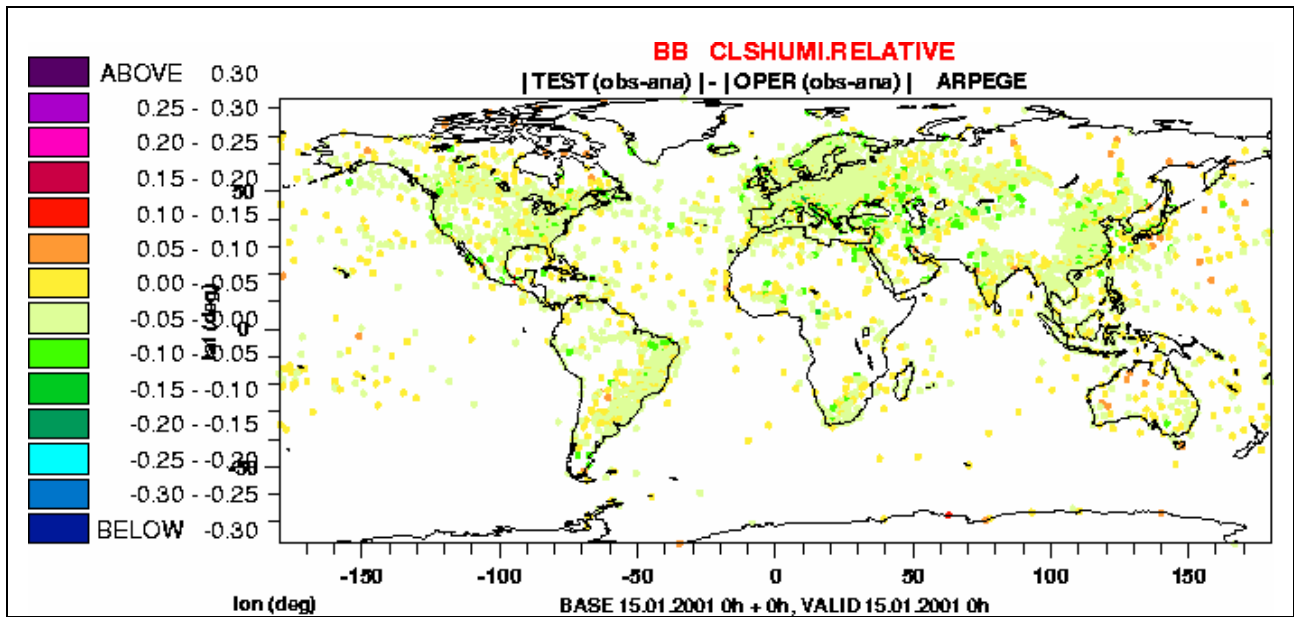 BB CLSHUMI.RELATIVE
|TEST (obs-ana) |-|OPER (obs-ana)| ARPEGE
ABOVE 0.30
0.25 - 0.30
0.20 - 0.25
0.15 - 0.20
0.10 - 0.15
0.05 - 0.10
0.00 - 0.05
-0.05 - 0.00
-0.10 - -0.05
-0.15 - -0.10
-0.20 - -0.15
-0.25 - -0.20
-0.30 - -0.25
BELOW -0.30
50
lat (deg)
0
-50
-150 -100 -50 0 50 100 150
lon (deg)
BASE 15.01.2001 0h + 0h, VALID 15.01.2001 0h